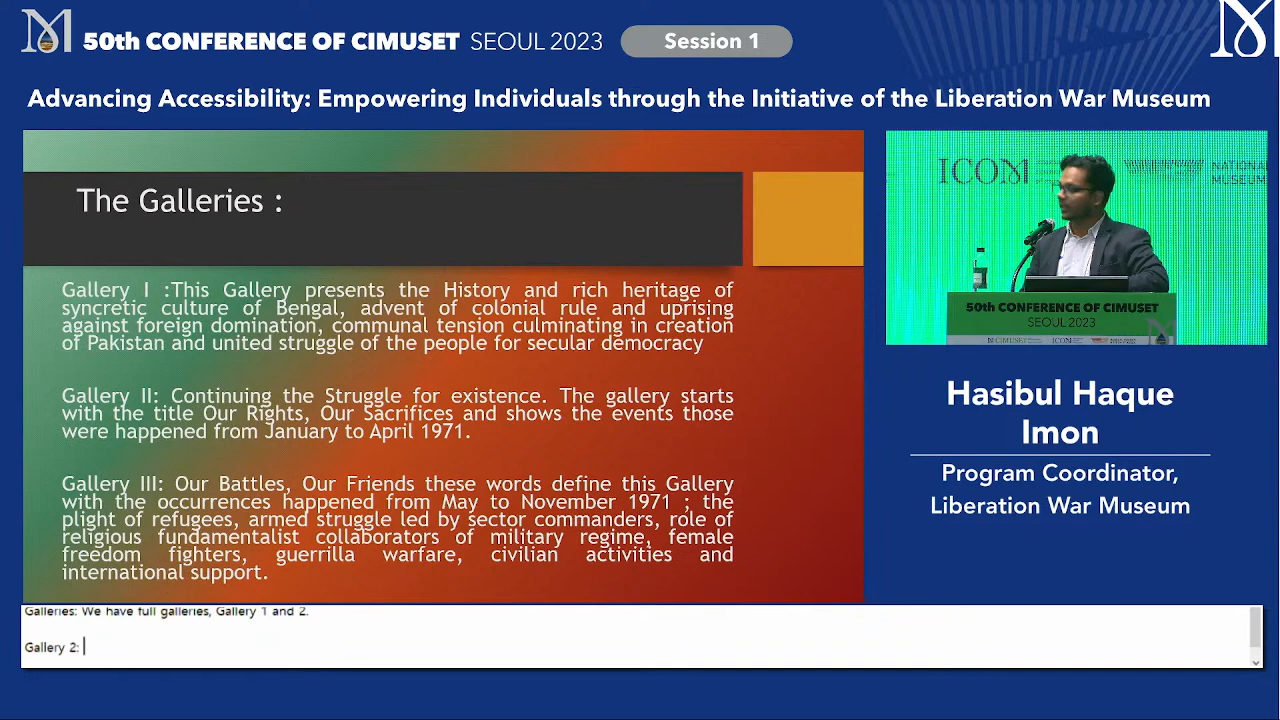 50th CONFERENCE OF CIMUSET SEOUL 2023 Session 1
Advancing Accessibility: Empowering Individuals through the Initiative of the Liberation War Museum
The Galleries :
Gallery I :This Gallery presents the History and rich heritage of
syncretic culture of Bengal, advent of colonial rule and uprising
against foreign domination, communal tension culminating in creation
of Pakistan and united struggle of the people for secular democracy
Gallery II: Continuing the Struggle for existence. The gallery starts
with the title Our Rights, Our Sacrifices and shows the events those
were happened from January to April 1971.
Gallery III: Our Battles, Our Friends these words define this Gallery
with the occurrences happened from May to November 1971 ; the
plight of refugees, armed struggle led by sector commanders, role of
religious fundamentalist collaborators of military regime, female
freedom fighters, guerrilla warfare, civilian activities and
international support.
ICOM
NATIONAL
MUSEUM
50th CONFERENCE OF CIMUSET
SEOUL 2023
CIMUSET ICOM
Hasibul Haque
Imon
Program Coordinator,
Liberation War Museum
Galleries: We have full galleries, Gallery 1 and 2.
Gallery 2: